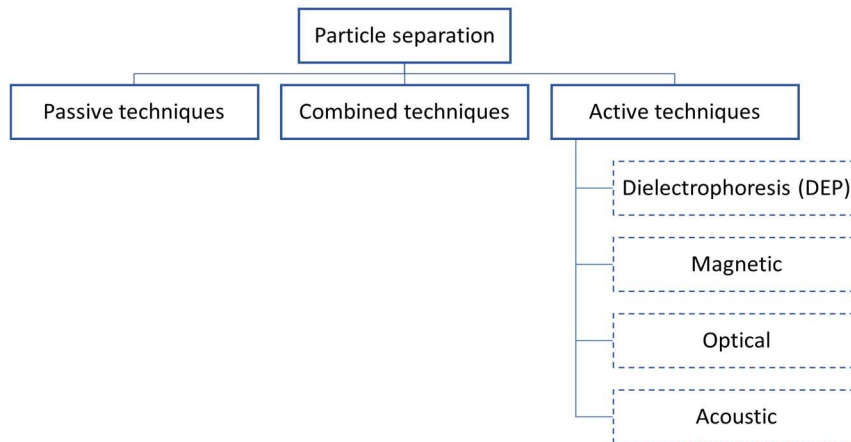 Particle separation
Passive techniques
Combined techniques
Active techniques
Dielectrophoresis (DEP)
Magnetic
Optical
Acoustic